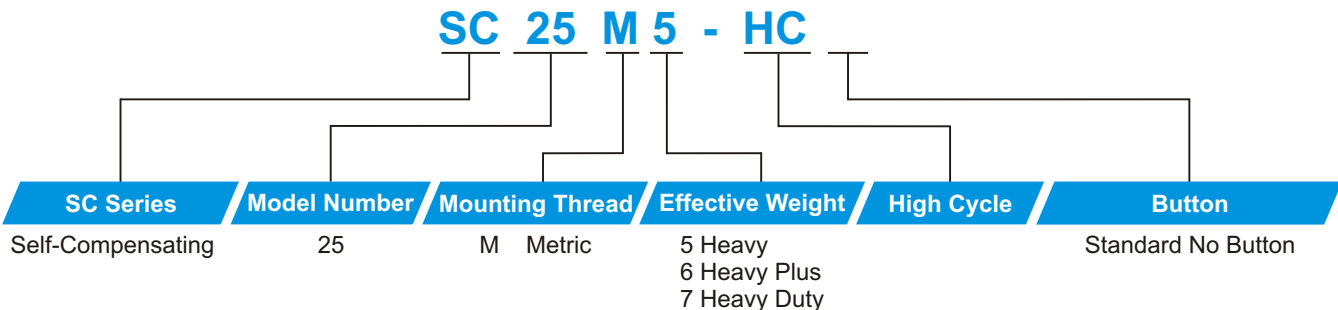 SC 25 M 5 - HC
SC Series Model Number Mounting Thread Effective Weight High Cycle Button
Self-Compensating 25 M Metric 5 Heavy Standard No Button
6 Heavy Plus
7 Heavy Duty